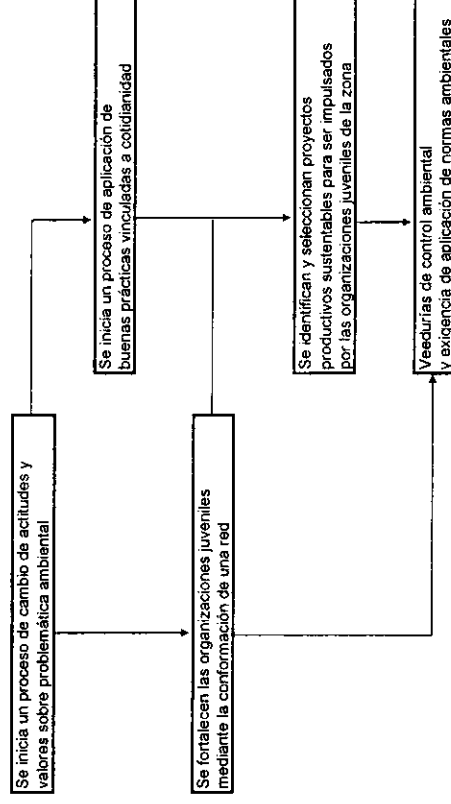 Se inicia un proceso de cambio de actitudes y
valores sobre problemática ambiental
Se inicia un proceso de aplicación de
buenas prácticas vinculadas a cotidianidad
Se fortalecen las organizaciones juveniles
mediante la conformación de una red
Se identifican y seleccionan proyectos
productivos sustentables para ser impulsados
por las organizaciones juveniles de la zona
Veedurías de control ambiental
y exigencia de aplicación de normas ambientales